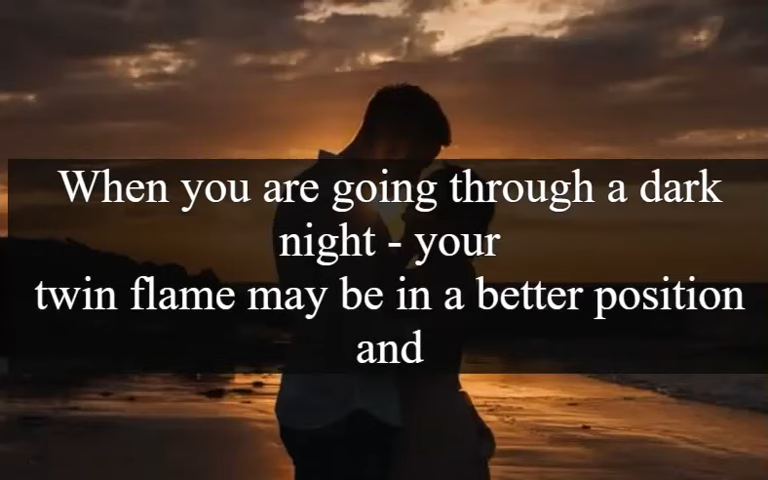 When you are going through a dark
night - your
twin flame may be in a better position
and